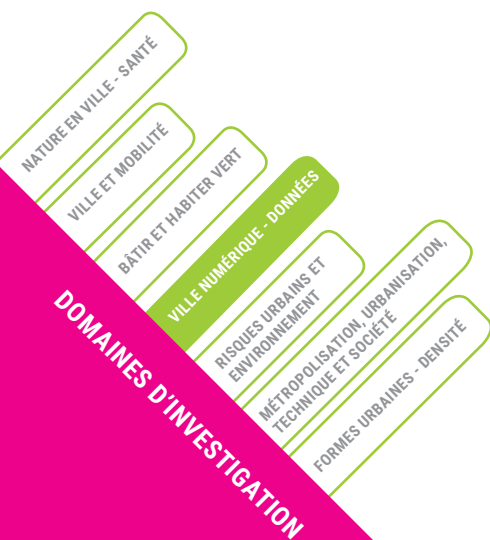 NATURE EN VILLE - SANTÉ
VILLE ET MOBILITÉ
BÂTIR ET HABITER VERT
VILLE NUMÉRIQUE - DONNÉES
RISQUES URBAINS ET
ENVIRONNEMENT
MÉTROPOLISATION, URBANISATION,
TECHNIQUE ET SOCIÉTÉ
FORMES URBAINES - DENSITÉ
DOMAINES D'INVESTIGATION